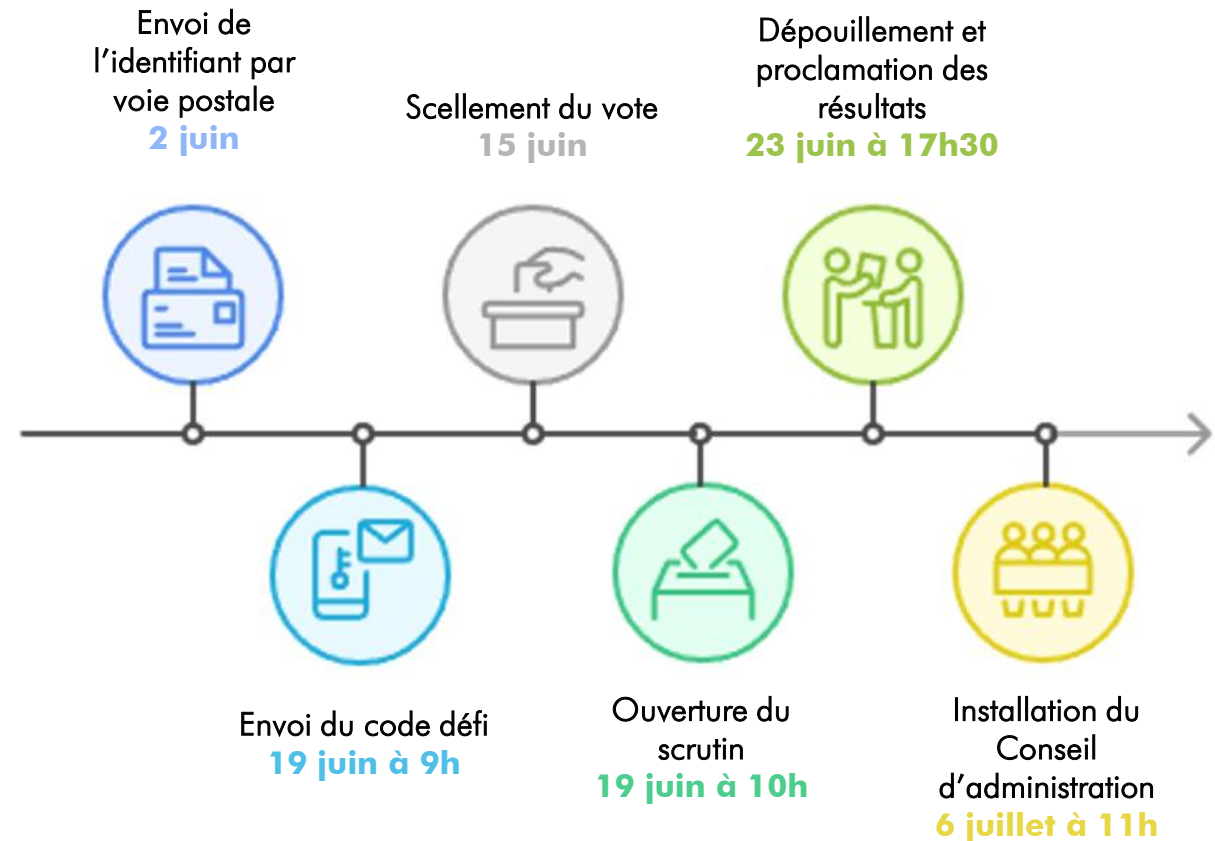 Envoi de
l’identifiant par
voie postale
2 juin
Scellement du vote
15 juin
Dépouillement et
proclamation des
résultats
23 juin à 17h30
Envoi du code défi
19 juin à 9h
Ouverture du
scrutin
19 juin à 10h
Installation du
Conseil
d’administration
6 juillet à 11h